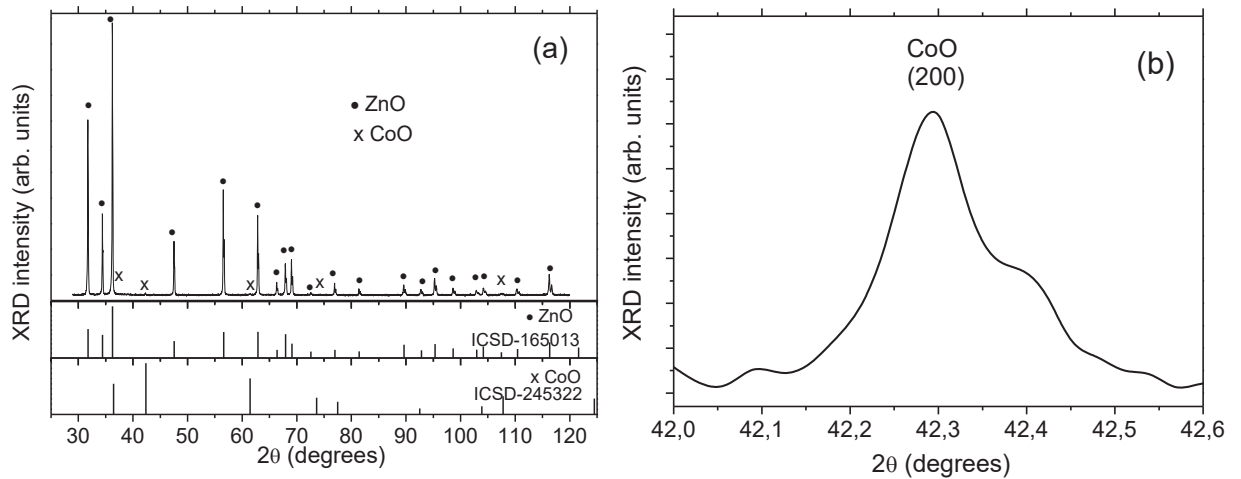 (a)
• ZnO
x CoO
XRD intensity (arb. units)
• ZnO
ICSD-165013
x CoO
ICSD-245322
30 40 50 60 70 80 90 100 110 120
2θ (degrees)
(b)
CoO
(200)
XRD intensity (arb. units)
42,0 42,1 42,2 42,3 42,4 42,5 42,6
2θ (degrees)